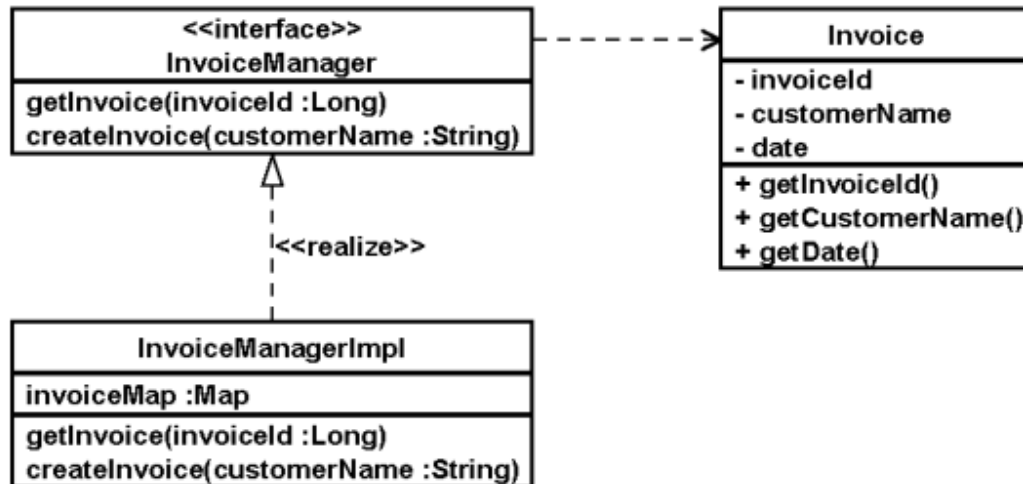 <<interface>>
InvoiceManager
getInvoice(invoiceId :Long)
createInvoice(customerName :String)
Invoice
- invoiceId
- customerName
- date
+ getInvoiceId()
+ getCustomerName()
+ getDate()
<<realize>>
InvoiceManagerImpl
invoiceMap :Map
getInvoice(invoiceId :Long)
createInvoice(customerName :String)